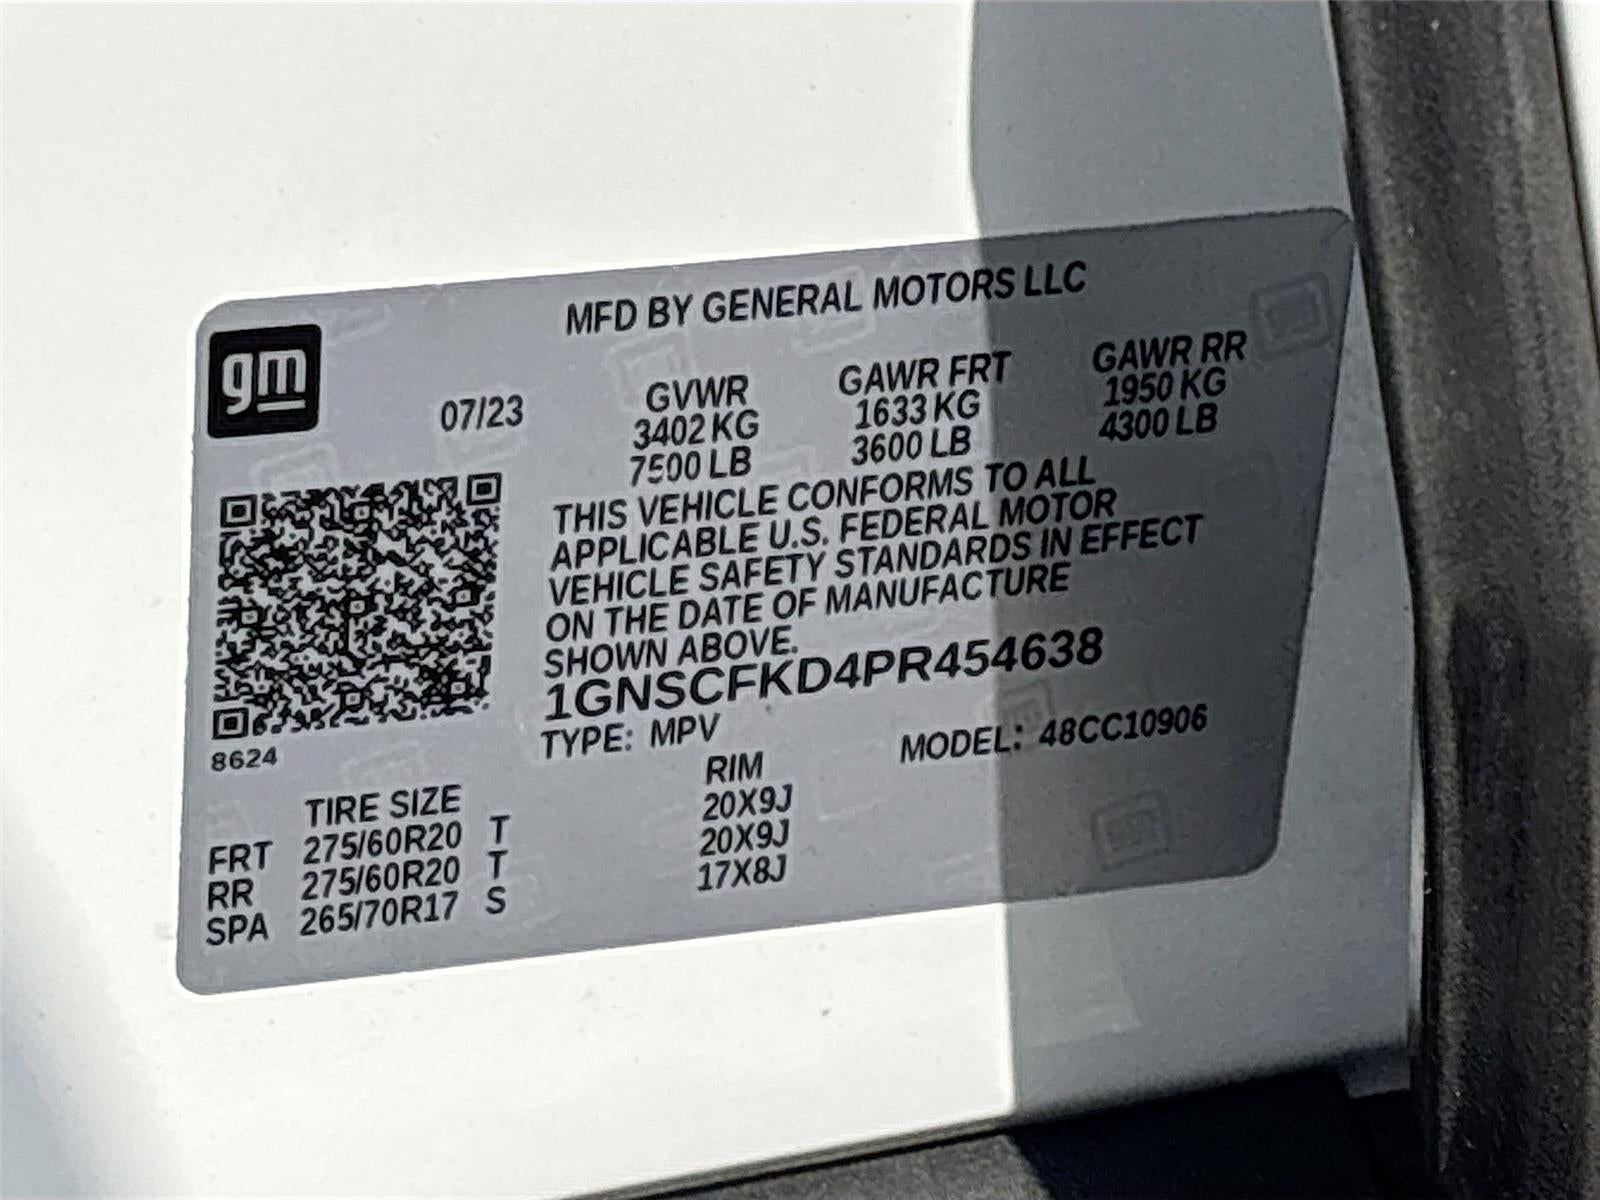 MFD BY GENERAL MOTORS LLC
gm
07/23
GVWR
3402 KG
7500 LB
GAWR FRT
1633 KG
3600 LB
GAWR RR
1950 KG
4300 LB
THIS VEHICLE CONFORMS TO ALL
APPLICABLE U.S. FEDERAL MOTOR
VEHICLE SAFETY STANDARDS IN EFFECT
ON THE DATE OF MANUFACTURE
SHOWN ABOVE.
1GNSCFKD4PR454638
TYPE: MPV
MODEL: 48CC10906
8624
TIRE SIZE RIM
FRT 275/60R20 T 20X9J
RR 275/60R20 T 20X9J
SPA 265/70R17 S 17X8J